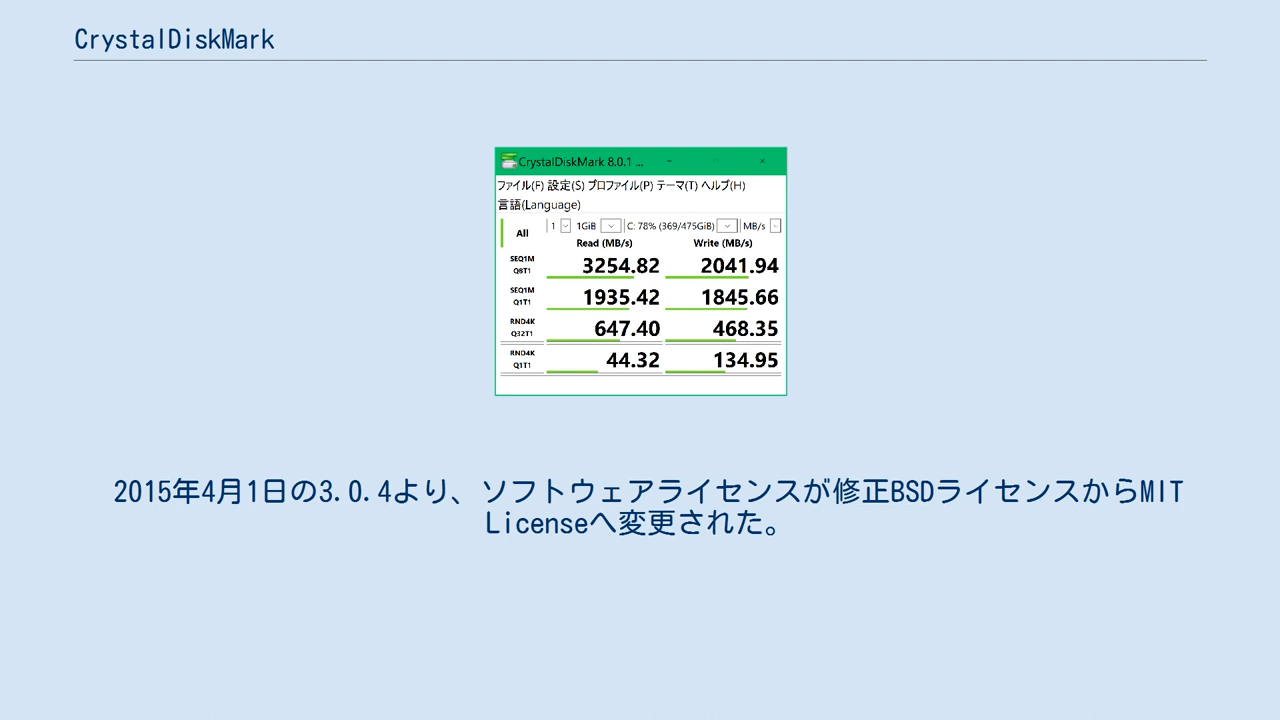 CrystalDiskMark
CrystalDiskMark 8.0.1 ...
ファイル(F) 設定(S) プロファイル(P) テーマ(T) ヘルプ(H)
言語(Language)
All
1 1GiB C: 78% (369/475GiB) MB/s
Read (MB/s) Write (MB/s)
SEQ1M
Q8T1
3254.82 2041.94
SEQ1M
Q1T1
1935.42 1845.66
RND4K
Q32T1
647.40 468.35
RND4K
Q1T1
44.32 134.95
2015年4月1日の3.0.4より、ソフトウェアライセンスが修正BSDライセンスからMIT
Licenseへ変更された。